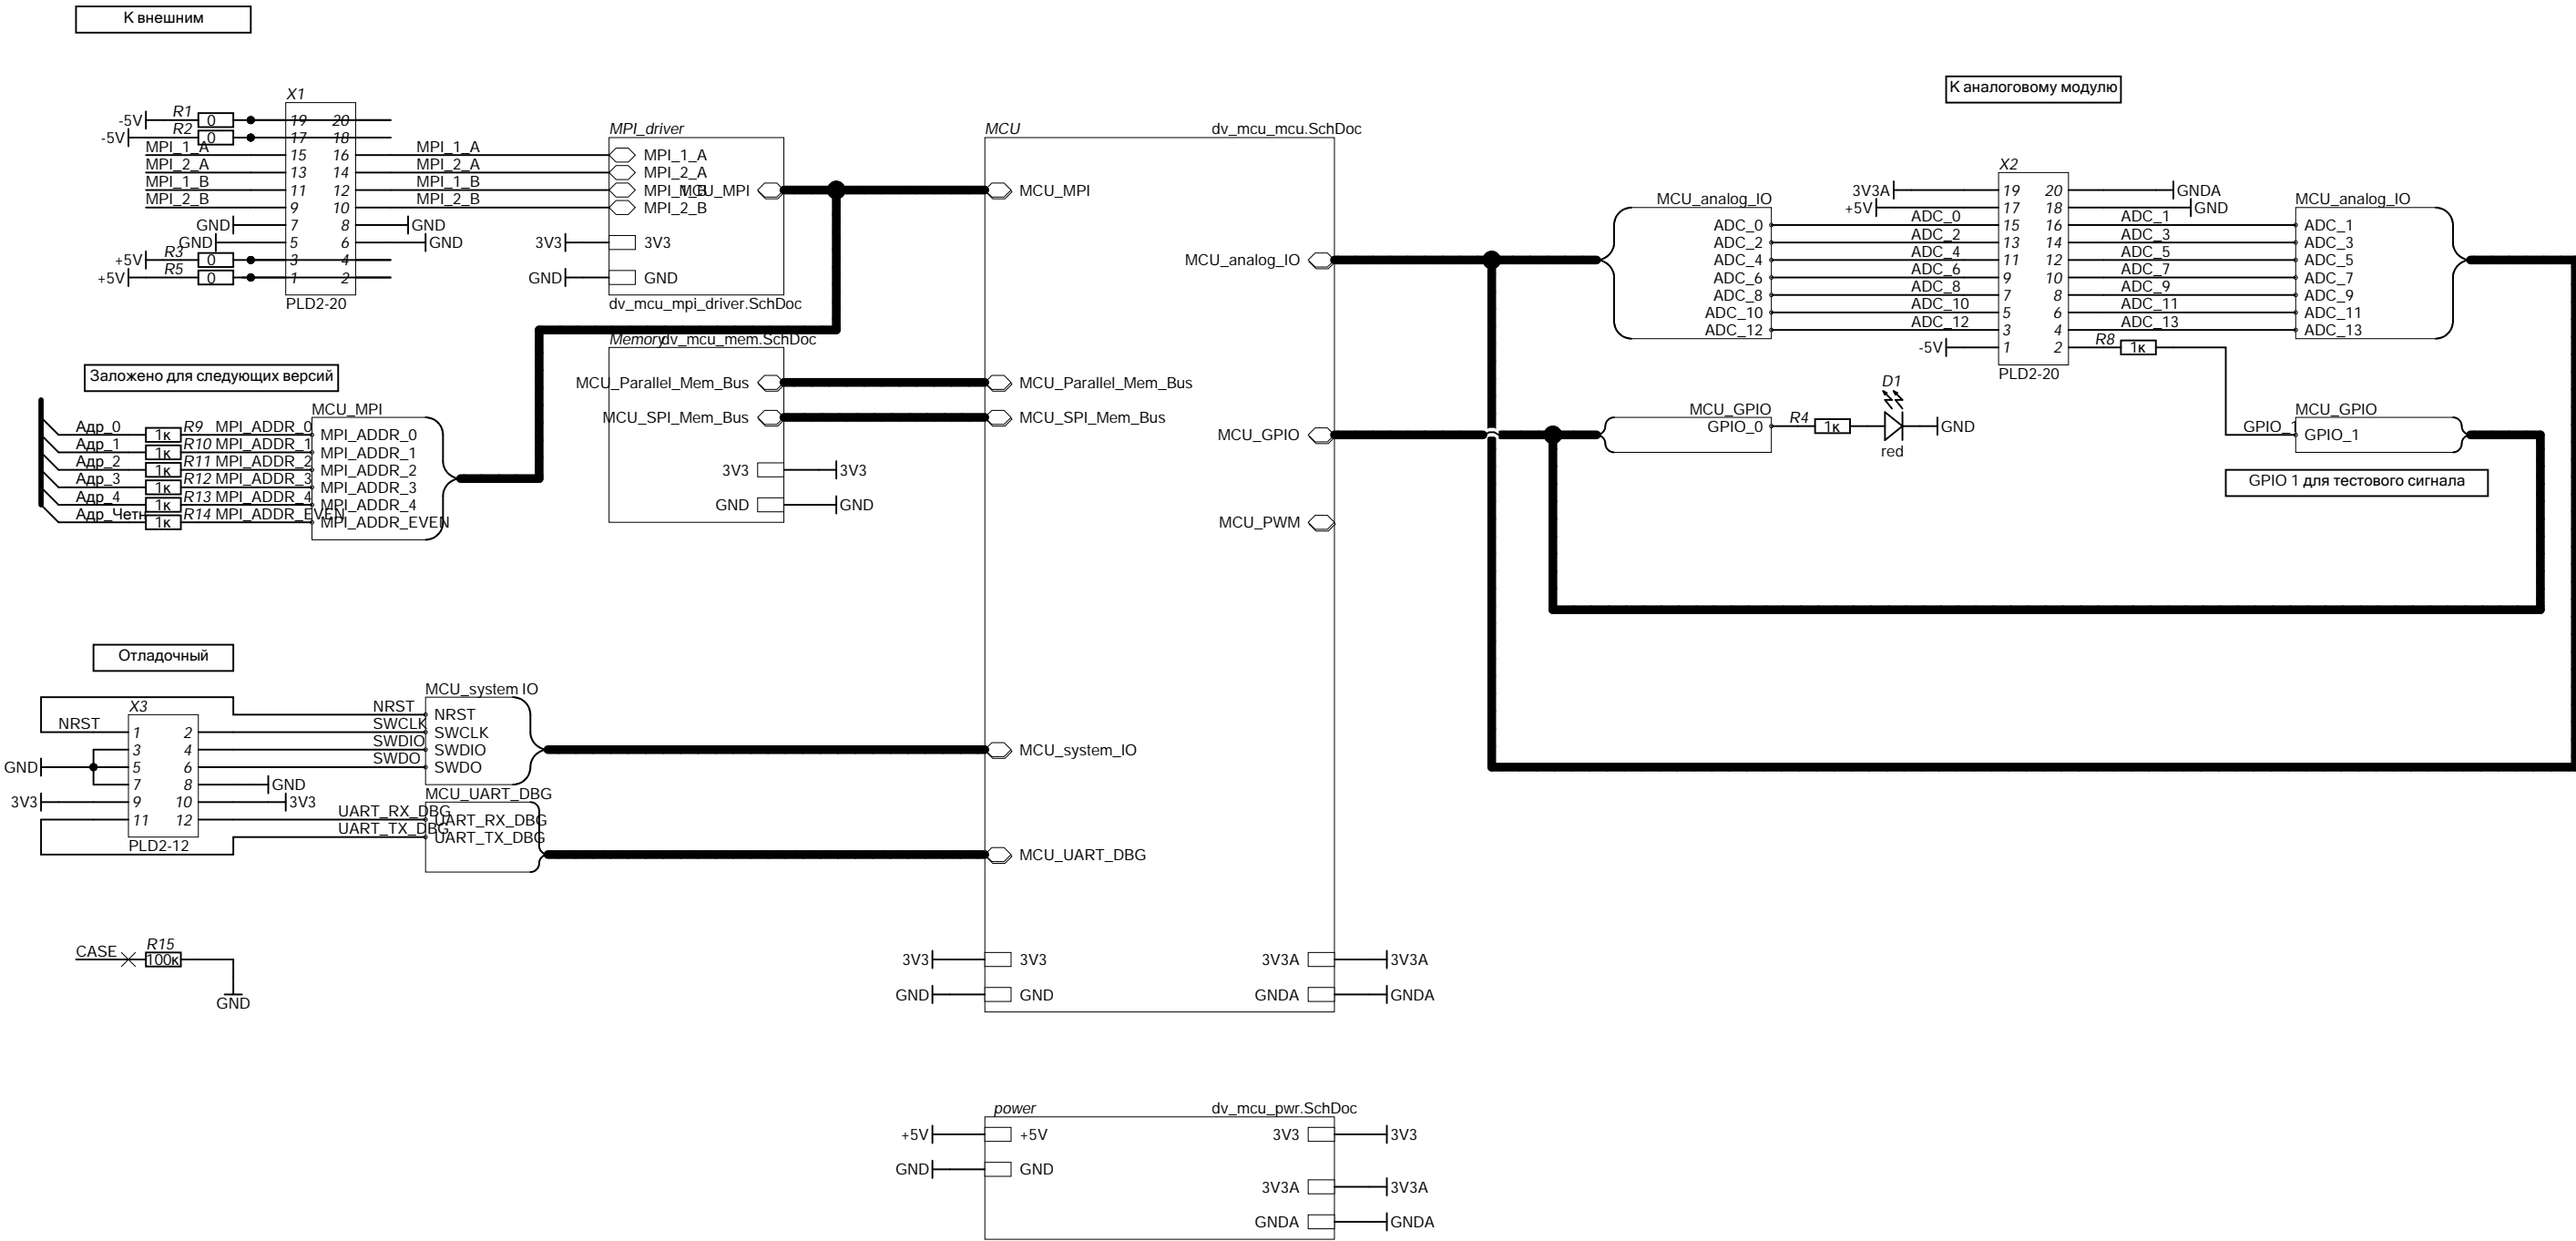 К внешним
К аналоговому модулю
X1
-5V
R1
0
19 20
-5V
R2
0
17 18
MPI_1_A
15 16
MPI_1_A
MPI_2_A
13 14
MPI_2_A
MPI_1_B
11 12
MPI_1_B
MPI_2_B
9 10
MPI_2_B
GND
7 8
GND
GND
5 6
GND
+5V
R3
0
3 4
+5V
R5
0
1 2
PLD2-20
MPI_driver
MPI_1_A
MPI_2_A
MPI_1_B
MCU_MPI
MPI_2_B
3V3
3V3
GND
GND
dv_mcu_mpi_driver.SchDoc
Memory
dv_mcu_mem.SchDoc
MCU_Parallel_Mem_Bus
MCU_SPI_Mem_Bus
3V3
3V3
GND
GND
Заложено для следующих версий
MCU_MPI
Адр_0
1к
R9
MPI_ADDR_0
MPI_ADDR_0
Адр_1
1к
R10
MPI_ADDR_1
MPI_ADDR_1
Адр_2
1к
R11
MPI_ADDR_2
MPI_ADDR_2
Адр_3
1к
R12
MPI_ADDR_3
MPI_ADDR_3
Адр_4
1к
R13
MPI_ADDR_4
MPI_ADDR_4
Адр_Четн
1к
R14
MPI_ADDR_EVEN
MPI_ADDR_EVEN
MCU
dv_mcu_mcu.SchDoc
MCU_MPI
MCU_analog_IO
MCU_Parallel_Mem_Bus
MCU_SPI_Mem_Bus
MCU_GPIO
MCU_PWM
MCU_system_IO
MCU_UART_DBG
3V3
3V3
3V3A
3V3A
GND
GND
GNDA
GNDA
MCU_analog_IO
ADC_0
ADC_2
ADC_4
ADC_6
ADC_8
ADC_10
ADC_12
X2
3V3A
19 20
GNDA
+5V
17 18
GND
ADC_0
15 16
ADC_1
ADC_2
13 14
ADC_3
ADC_4
11 12
ADC_5
ADC_6
9 10
ADC_7
ADC_8
7 8
ADC_9
ADC_10
5 6
ADC_11
ADC_12
3 4
ADC_13
-5V
1 2
R8
1к
PLD2-20
MCU_analog_IO
ADC_1
ADC_3
ADC_5
ADC_7
ADC_9
ADC_11
ADC_13
MCU_GPIO
GPIO_0
R4
1к
D1
red
GND
MCU_GPIO
GPIO_1
GPIO_1
GPIO 1 для тестового сигнала
Отладочный
X3
NRST
1 2
3 4
GND
5 6
7 8
GND
3V3
9 10
3V3
11 12
PLD2-12
NRST
SWCLK
SWDIO
SWDO
UART_RX_DBG
UART_TX_DBG
MCU_system IO
NRST
SWCLK
SWDIO
SWDO
MCU_UART_DBG
UART_RX_DBG
UART_TX_DBG
CASE
R15
100к
GND
power
dv_mcu_pwr.SchDoc
+5V
+5V
3V3
3V3
GND
GND
3V3A
3V3A
GNDA
GNDA